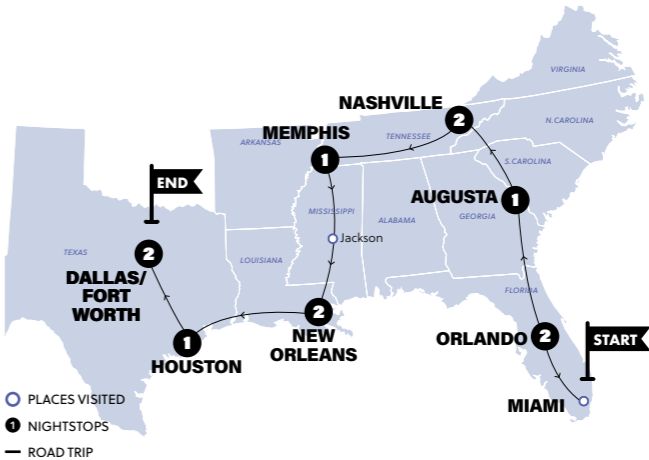 VIRGINIA
NASHVILLE
2
N.CAROLINA
MEMPHIS
ARKANSAS
TENNESSEE
1
S.CAROLINA
END
AUGUSTA
1
MISSISSIPPI
ALABAMA
GEORGIA
Jackson
TEXAS
2
LOUISIANA
DALLAS/
FORT
WORTH
FLORIDA
2
NEW
ORLEANS
1
HOUSTON
ORLANDO
2
START
MIAMI
PLACES VISITED
1 NIGHTSTOPS
ROAD TRIP